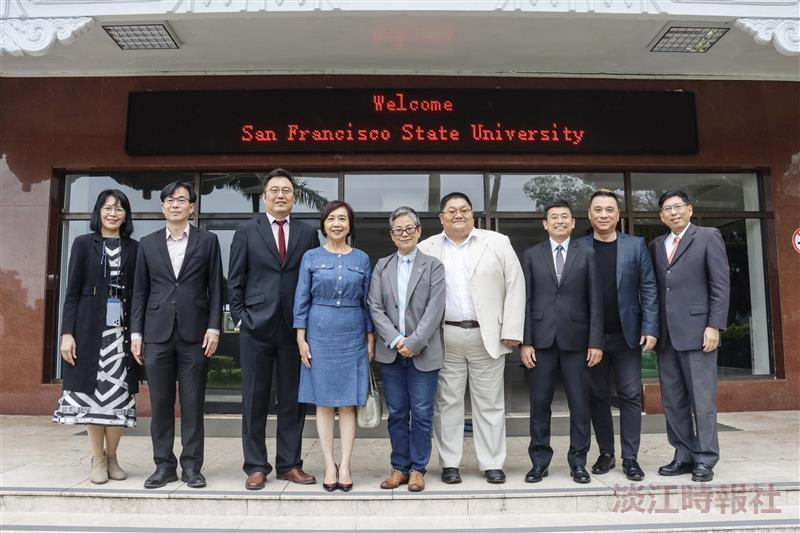 Welcome
San Francisco State University
淡江時報社